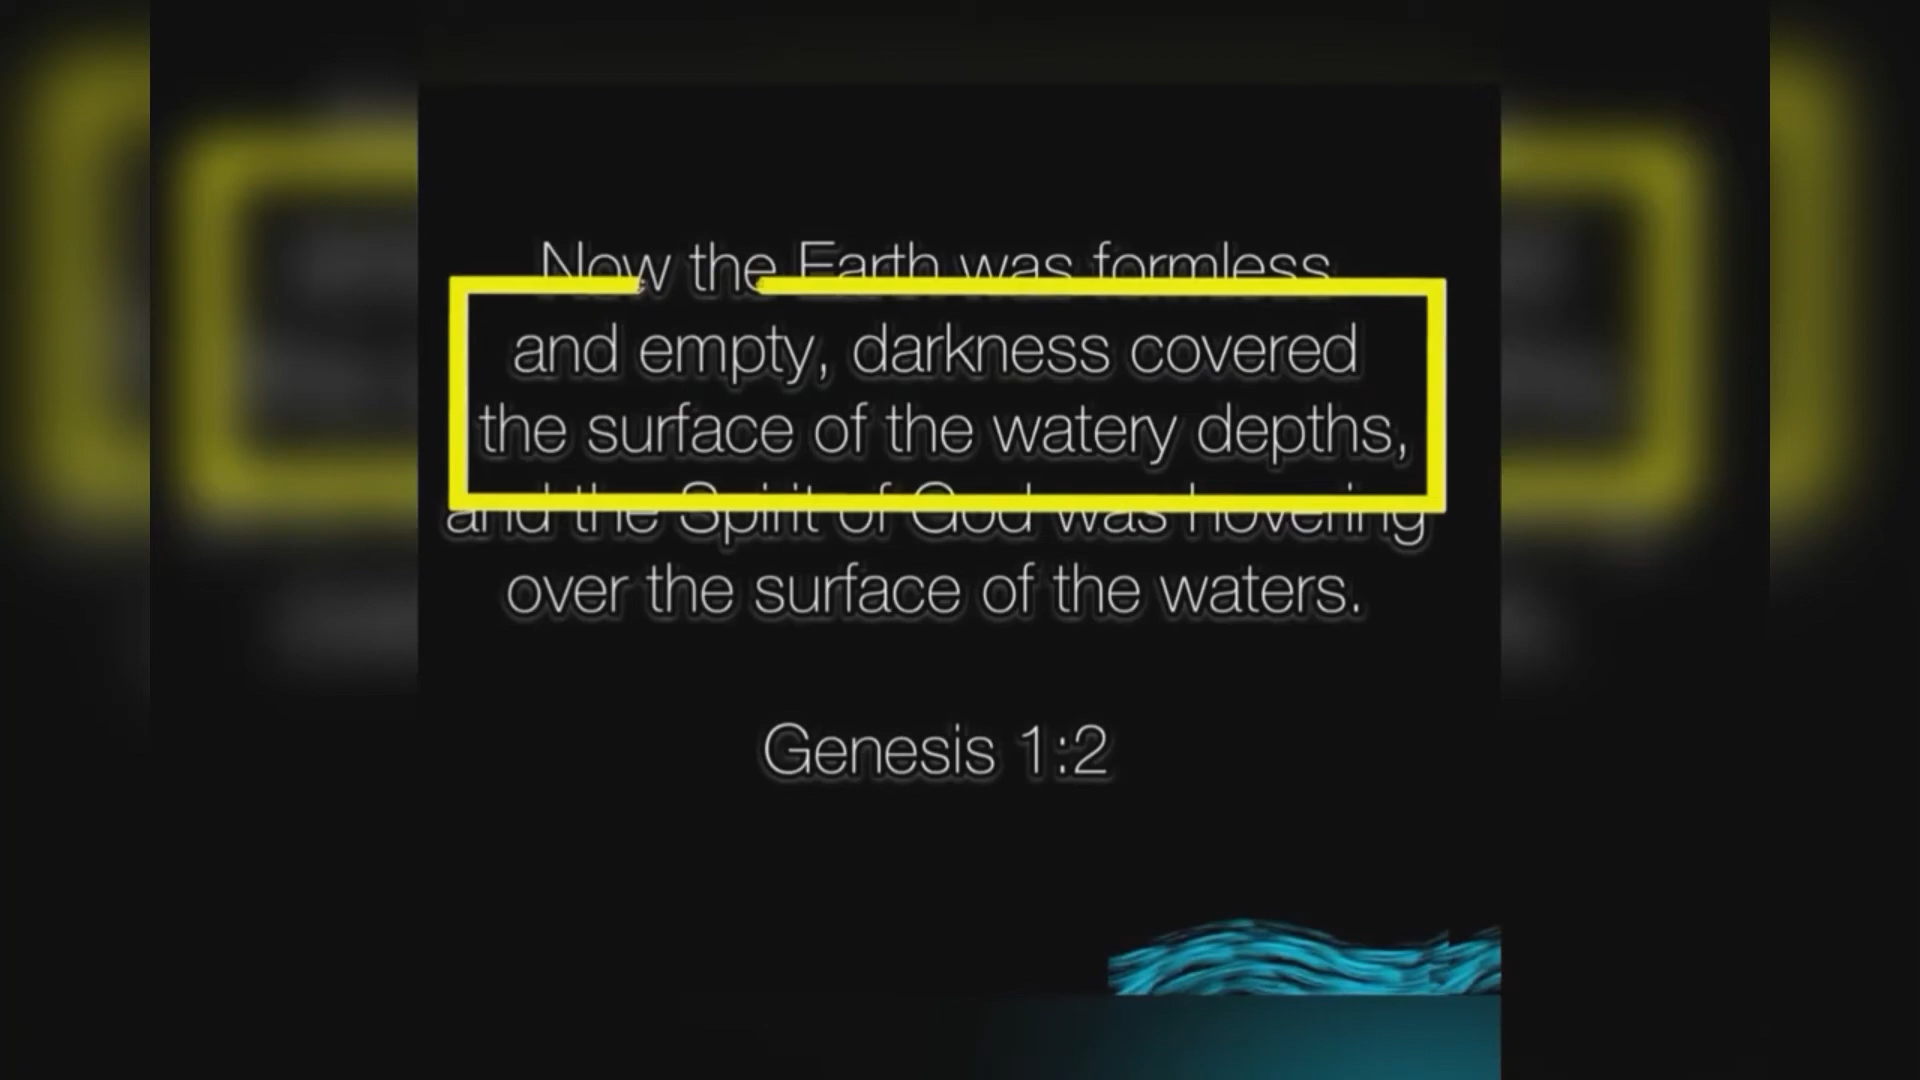 Now the Earth was formless
and empty, darkness covered
the surface of the watery depths,
and the Spirit of God was hovering
over the surface of the waters.
Genesis 1:2